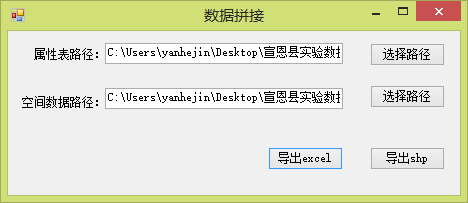 数据拼接
属性表路径： C:\Users\yanhejin\Desktop\宣恩县实验数据 选择路径
空间数据路径： C:\Users\yanhejin\Desktop\宣恩县实验数据 选择路径
导出excel 导出shp